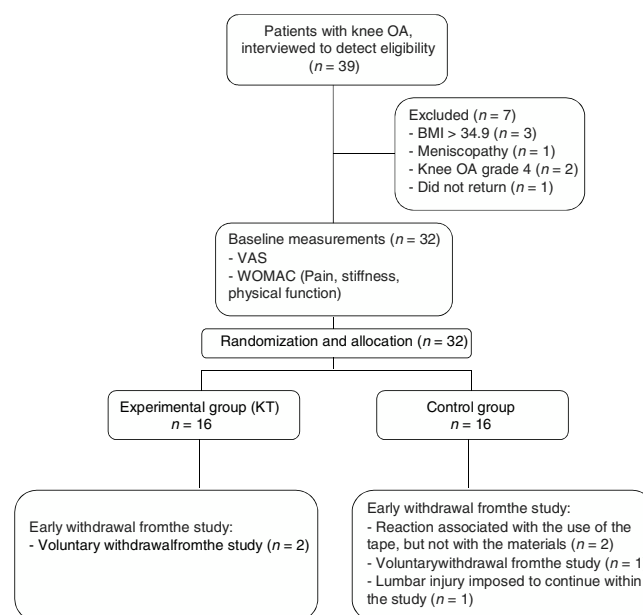 Patients with knee OA,
interviewed to detect eligibility
(n = 39)
Excluded (n = 7)
- BMI > 34.9 (n = 3)
- Meniscopathy (n = 1)
- Knee OA grade 4 (n = 2)
- Did not return (n = 1)
Baseline measurements (n = 32)
- VAS
- WOMAC (Pain, stiffness,
physical function)
Randomization and allocation (n = 32)
Experimental group (KT)
n = 16
Control group
n = 16
Early withdrawal fromthe study:
- Voluntary withdrawalfromthe study (n = 2)
Early withdrawal fromthe study:
- Reaction associated with the use of the
tape, but not with the materials (n = 2)
- Voluntarywithdrawal fromthe study (n = 1
- Lumbar injury imposed to continue within
the study (n = 1)